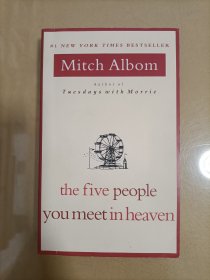 #1 NEW YORK TIMES BESTSELLER
Mitch Albom
author of
Tuesdays with Morrie
the five people
you meet in heaven